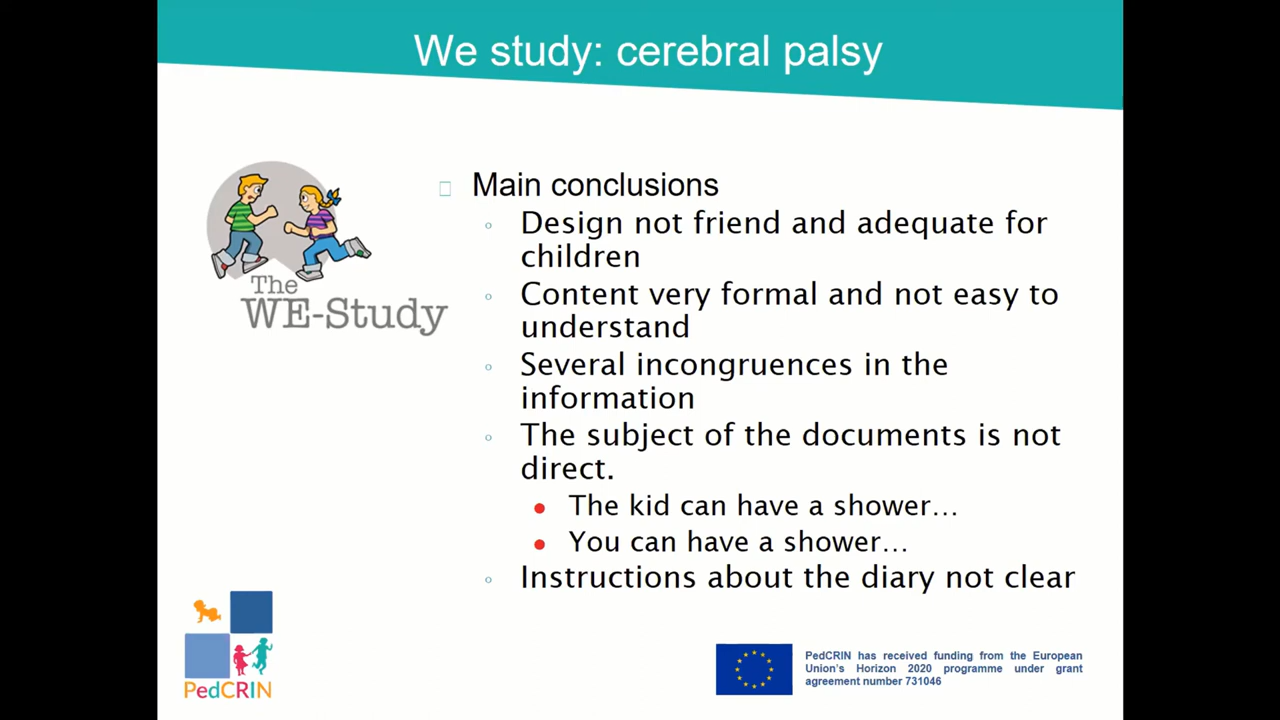 We study: cerebral palsy
Main conclusions
Design not friend and adequate for
children
Content very formal and not easy to
understand
Several incongruences in the
information
The subject of the documents is not
direct.
The kid can have a shower…
You can have a shower…
Instructions about the diary not clear
The
WE-Study
PedCRIN
PedCRIN has received funding from the European
Union's Horizon 2020 programme under grant
agreement number 731046